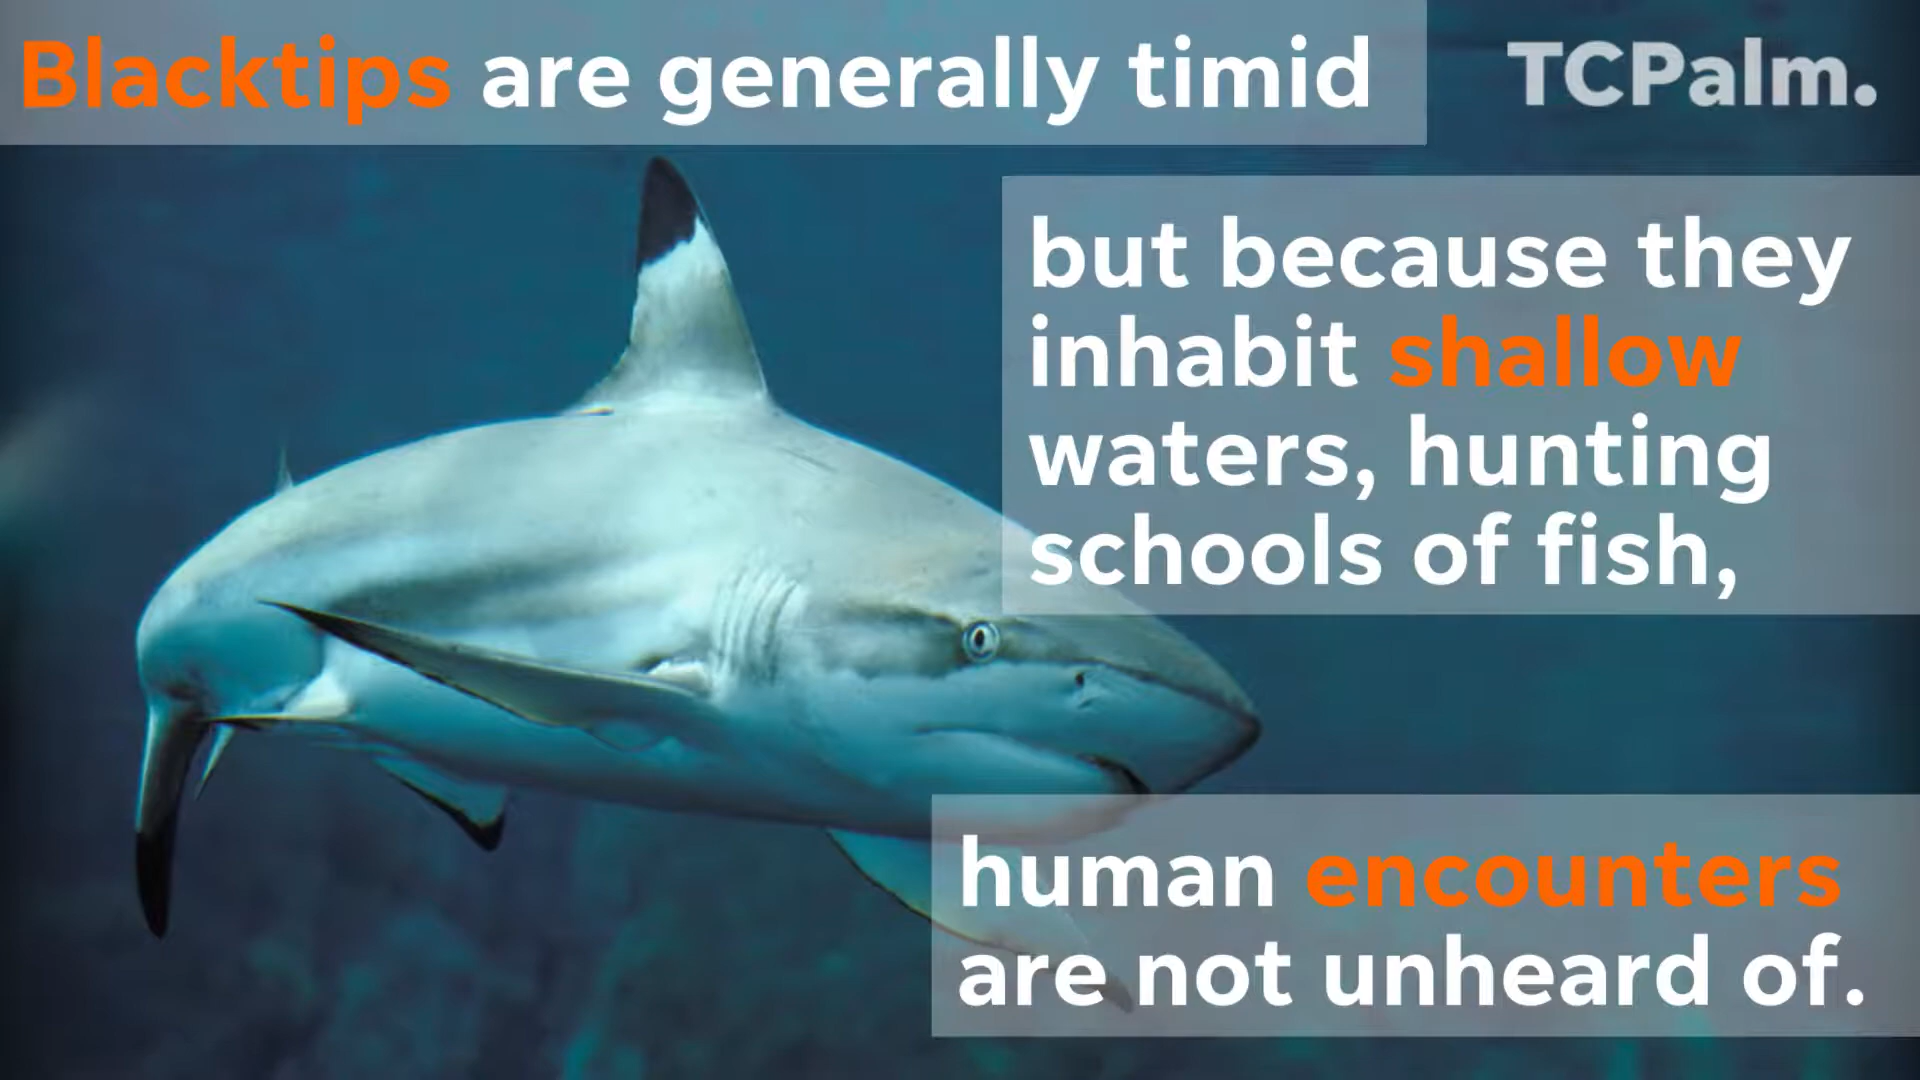 Blacktips are generally timid
TCPalm.
but because they
inhabit shallow
waters, hunting
schools of fish,
human encounters
are not unheard of.